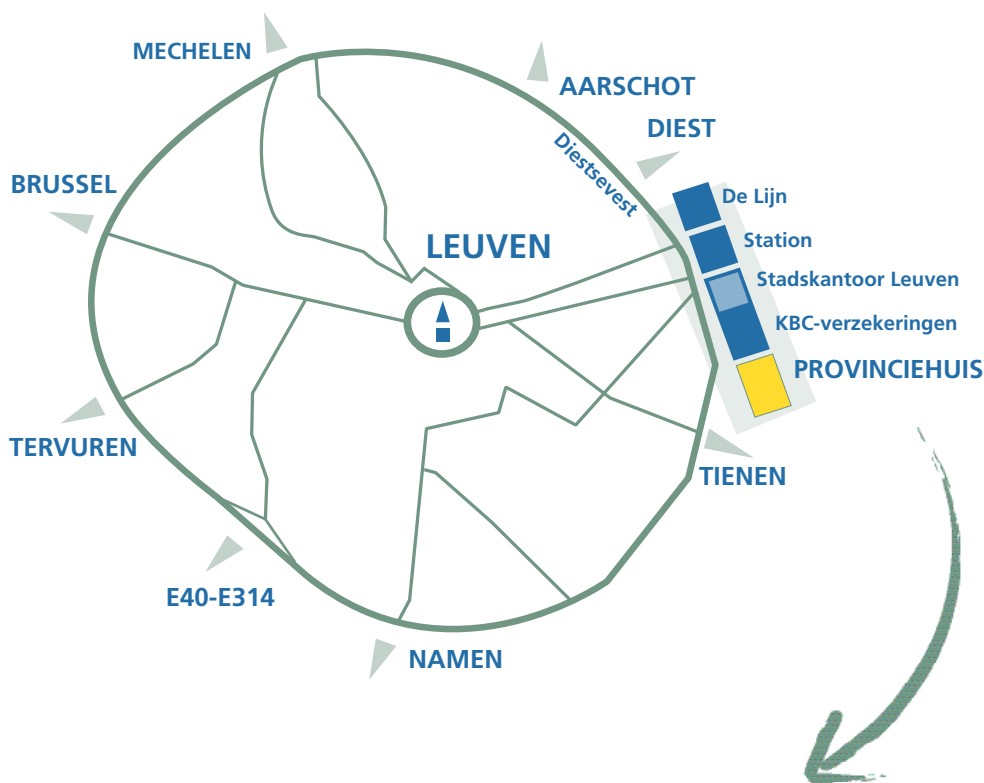 MECHELEN
AARSCHOT
DIEST
Diestsevest
BRUSSEL
De Lijn
Station
LEUVEN
Stadskantoor Leuven
KBC-verzekeringen
PROVINCIEHUIS
TERVUREN
TIENEN
E40-E314
NAMEN